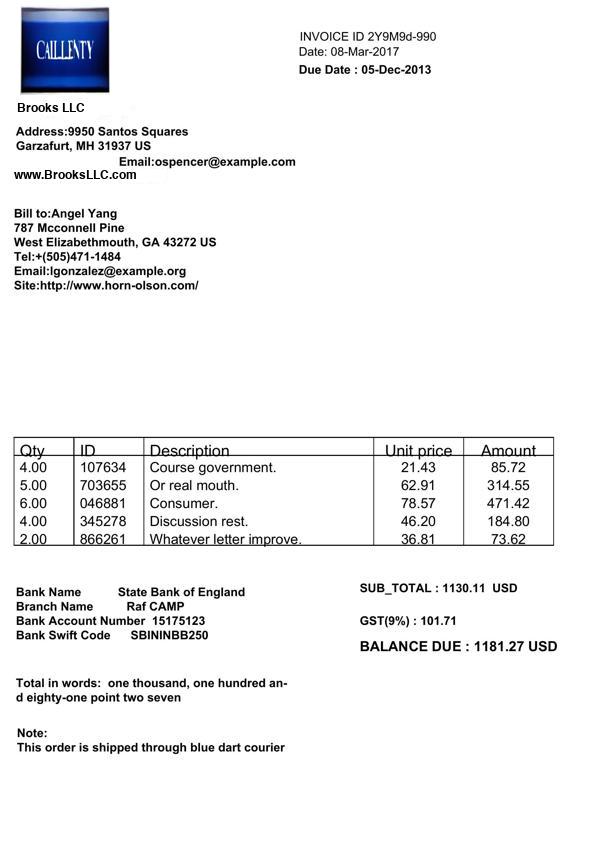 CAILLENTY
INVOICE ID 2Y9M9d-990
Date: 08-Mar-2017
Due Date : 05-Dec-2013
Brooks LLC
Address:9950 Santos Squares
Garzafurt, MH 31937 US
Email:ospencer@example.com
www.BrooksLLC.com
Bill to:Angel Yang
787 Mcconnell Pine
West Elizabethmouth, GA 43272 US
Tel:+(505)471-1484
Email:lgonzalez@example.org
Site:http://www.horn-olson.com/
Qty ID Description Unit price Amount
4.00 107634 Course government. 21.43 85.72
5.00 703655 Or real mouth. 62.91 314.55
6.00 046881 Consumer. 78.57 471.42
4.00 345278 Discussion rest. 46.20 184.80
2.00 866261 Whatever letter improve. 36.81 73.62
Bank Name State Bank of England
Branch Name Raf CAMP
Bank Account Number 15175123
Bank Swift Code SBININBB250
SUB_TOTAL : 1130.11 USD
GST(9%) : 101.71
BALANCE DUE : 1181.27 USD
Total in words: one thousand, one hundred an-
d eighty-one point two seven
Note:
This order is shipped through blue dart courier